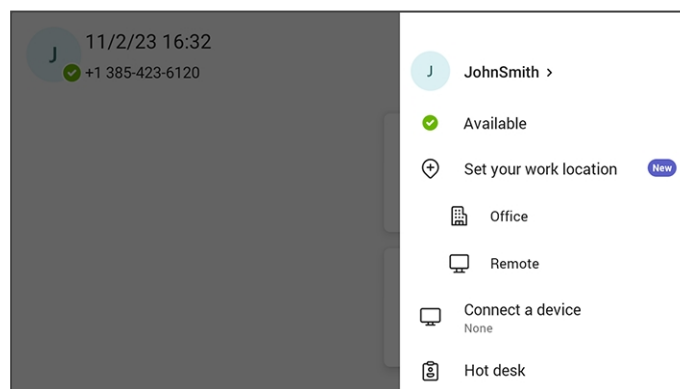 J
11/2/23 16:32
+1 385-423-6120
J
JohnSmith >
Available
Set your work location New
Office
Remote
Connect a device
None
Hot desk